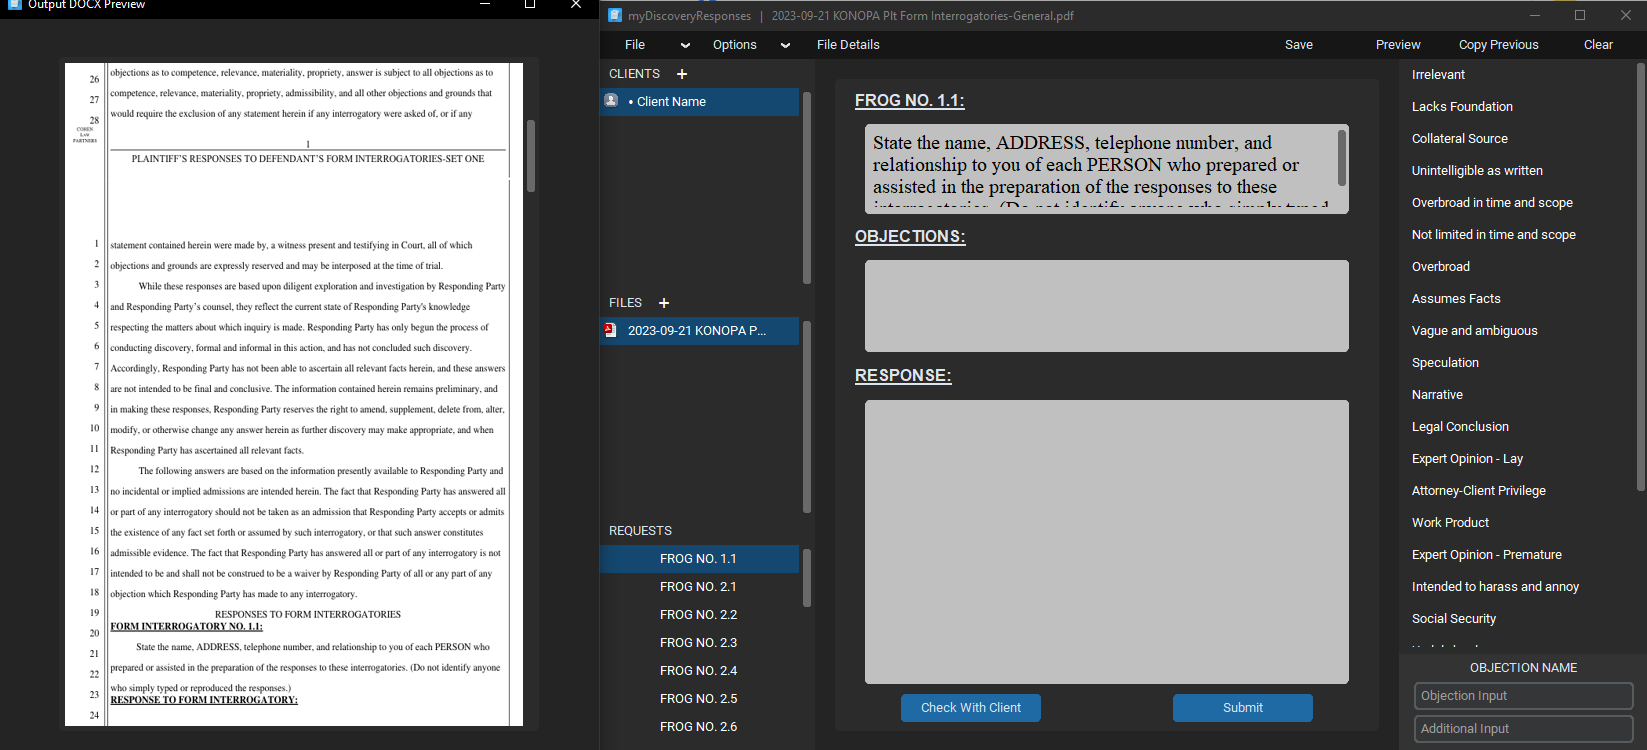 Output DOCX Preview
26 objections as to competence, relevance, materiality, propriety, answer is subject to all objections as to
27 competence, relevance, materiality, propriety, admissibility, and all other objections and grounds that
28 would require the exclusion of any statement herein if any interrogatory were asked of, or if any
COHEN
LAW
PARTNERS
1
PLAINTIFF'S RESPONSES TO DEFENDANT'S FORM INTERROGATORIES-SET ONE
1 statement contained herein were made by, a witness present and testifying in Court, all of which
2 objections and grounds are expressly reserved and may be interposed at the time of trial.
3 While these responses are based upon diligent exploration and investigation by Responding Party
4 and Responding Party's counsel, they reflect the current state of Responding Party's knowledge
5 respecting the matters about which inquiry is made. Responding Party has only begun the process of
6 conducting discovery, formal and informal in this action, and has not concluded such discovery.
7 Accordingly, Responding Party has not been able to ascertain all relevant facts herein, and these answers
8 are not intended to be final and conclusive. The information contained herein remains preliminary, and
9 in making these responses, Responding Party reserves the right to amend, supplement, delete from, alter,
10 modify, or otherwise change any answer herein as further discovery may make appropriate, and when
11 Responding Party has ascertained all relevant facts.
12 The following answers are based on the information presently available to Responding Party and
13 no incidental or implied admissions are intended herein. The fact that Responding Party has answered all
14 or part of any interrogatory should not be taken as an admission that Responding Party accepts or admits
15 the existence of any fact set forth or assumed by such interrogatory, or that such answer constitutes
16 admissible evidence. The fact that Responding Party has answered all or part of any interrogatory is not
17 intended to be and shall not be construed to be a waiver by Responding Party of all or any part of any
18 objection which Responding Party has made to any interrogatory.
19 RESPONSES TO FORM INTERROGATORIES
20 FORM INTERROGATORY NO. 1.1:
21 State the name, ADDRESS, telephone number, and relationship to you of each PERSON who
22 prepared or assisted in the preparation of the responses to these interrogatories. (Do not identify anyone
23 who simply typed or reproduced the responses.)
RESPONSE TO FORM INTERROGATORY:
24
myDiscoveryResponses | 2023-09-21 KONOPA Plt Form Interrogatories-General.pdf
File Options File Details Save Preview Copy Previous Clear
CLIENTS +
• Client Name
FILES +
2023-09-21 KONOPA P...
REQUESTS
FROG NO. 1.1
FROG NO. 2.1
FROG NO. 2.2
FROG NO. 2.3
FROG NO. 2.4
FROG NO. 2.5
FROG NO. 2.6
FROG NO. 1.1:
State the name, ADDRESS, telephone number, and
relationship to you of each PERSON who prepared or
assisted in the preparation of the responses to these
interrogatories. (Do not identify anyone who simply typed
OBJECTIONS:
RESPONSE:
Check With Client Submit
Irrelevant
Lacks Foundation
Collateral Source
Unintelligible as written
Overbroad in time and scope
Not limited in time and scope
Overbroad
Assumes Facts
Vague and ambiguous
Speculation
Narrative
Legal Conclusion
Expert Opinion - Lay
Attorney-Client Privilege
Work Product
Expert Opinion - Premature
Intended to harass and annoy
Social Security
OBJECTION NAME
Objection Input
Additional Input